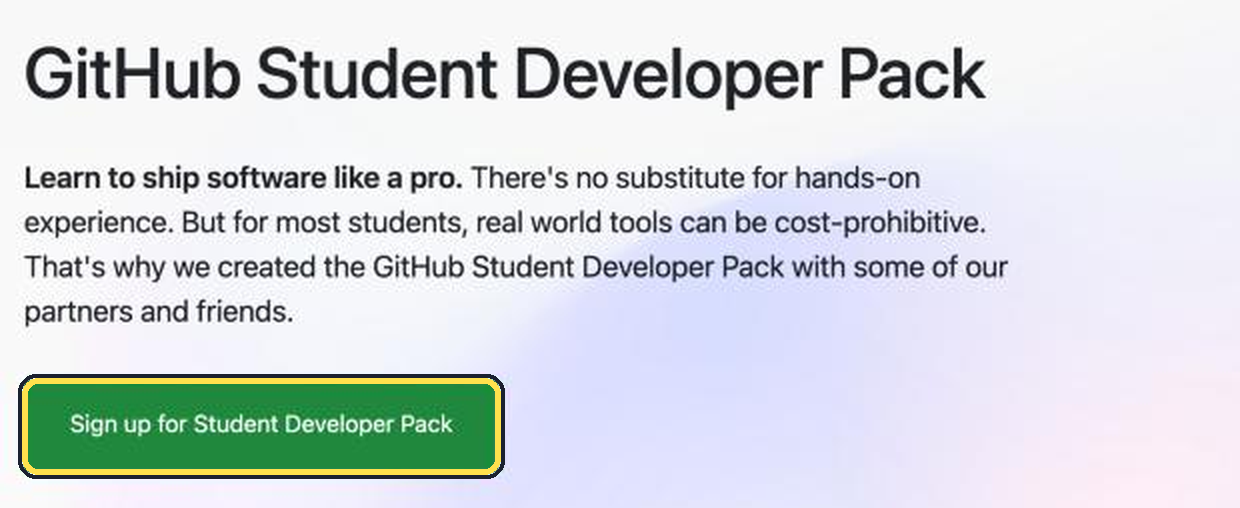 GitHub Student Developer Pack
Learn to ship software like a pro. There's no substitute for hands-on
experience. But for most students, real world tools can be cost-prohibitive.
That's why we created the GitHub Student Developer Pack with some of our
partners and friends.
Sign up for Student Developer Pack